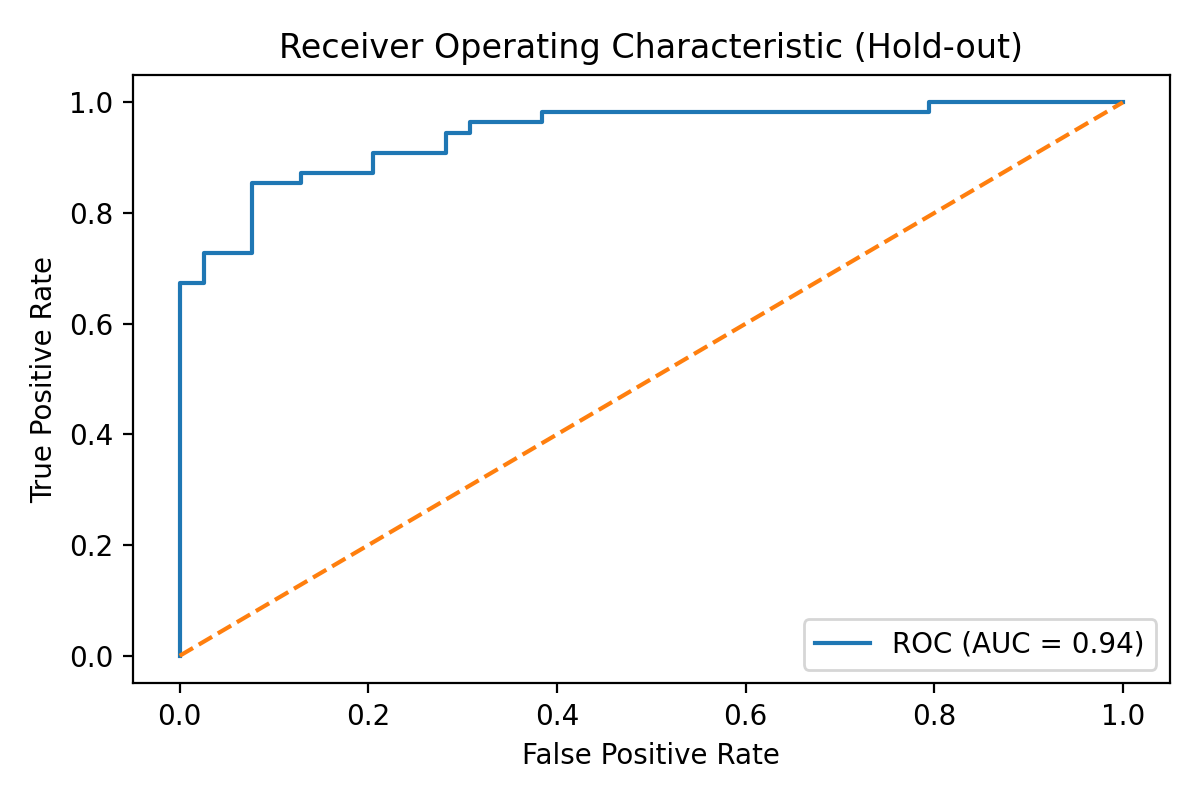 Receiver Operating Characteristic (Hold-out)
1.0
0.8
0.6
0.4
0.2
0.0
True Positive Rate
ROC (AUC = 0.94)
0.0 0.2 0.4 0.6 0.8 1.0
False Positive Rate